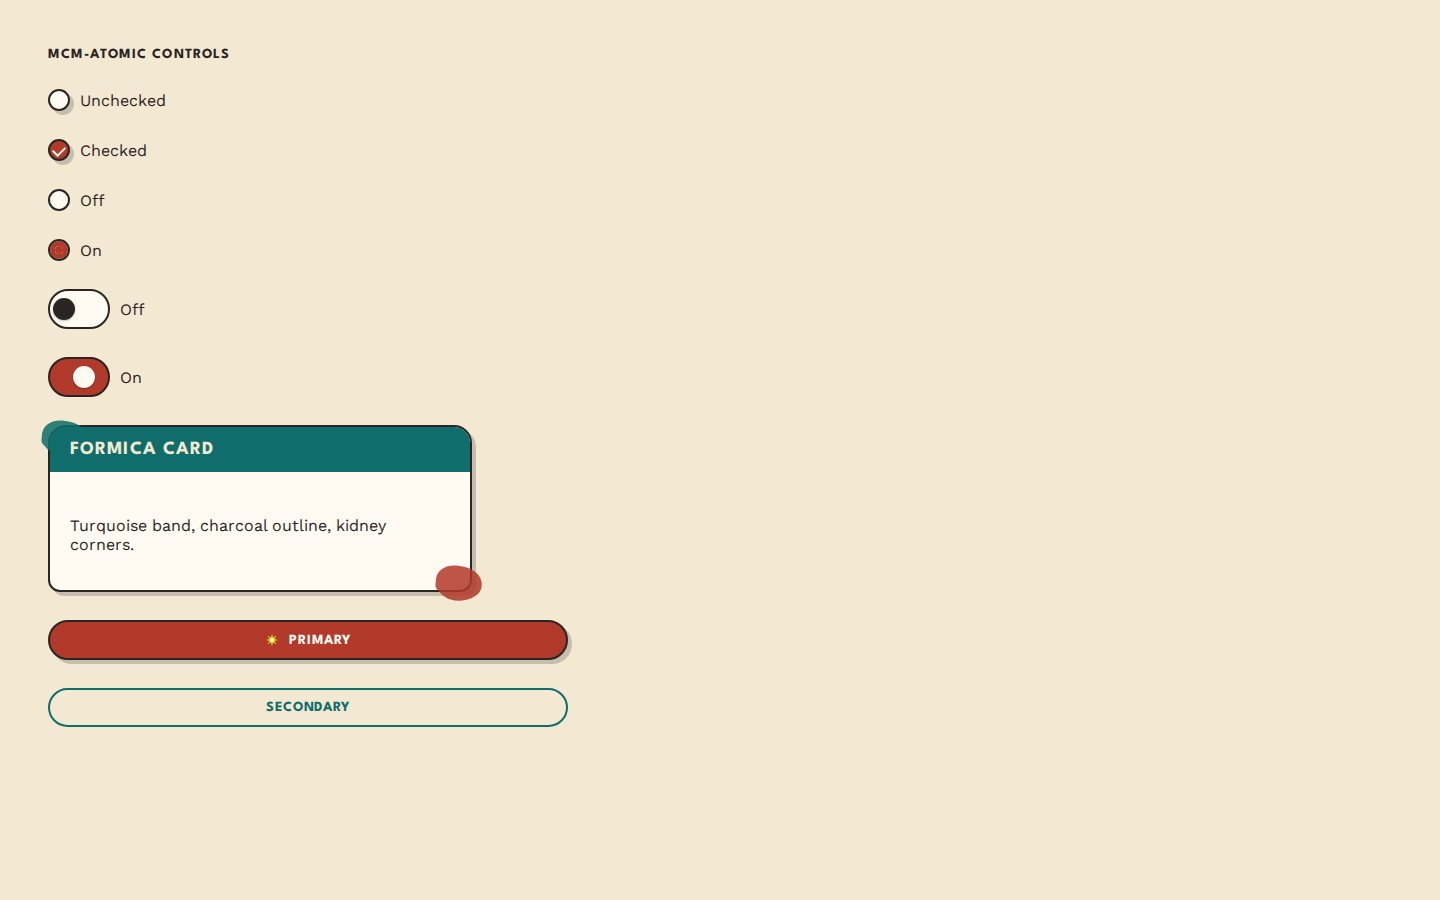 MCM-ATOMIC CONTROLS
Unchecked
Checked
Off
On
Off
On
FORMICA CARD
Turquoise band, charcoal outline, kidney
corners.
PRIMARY
SECONDARY